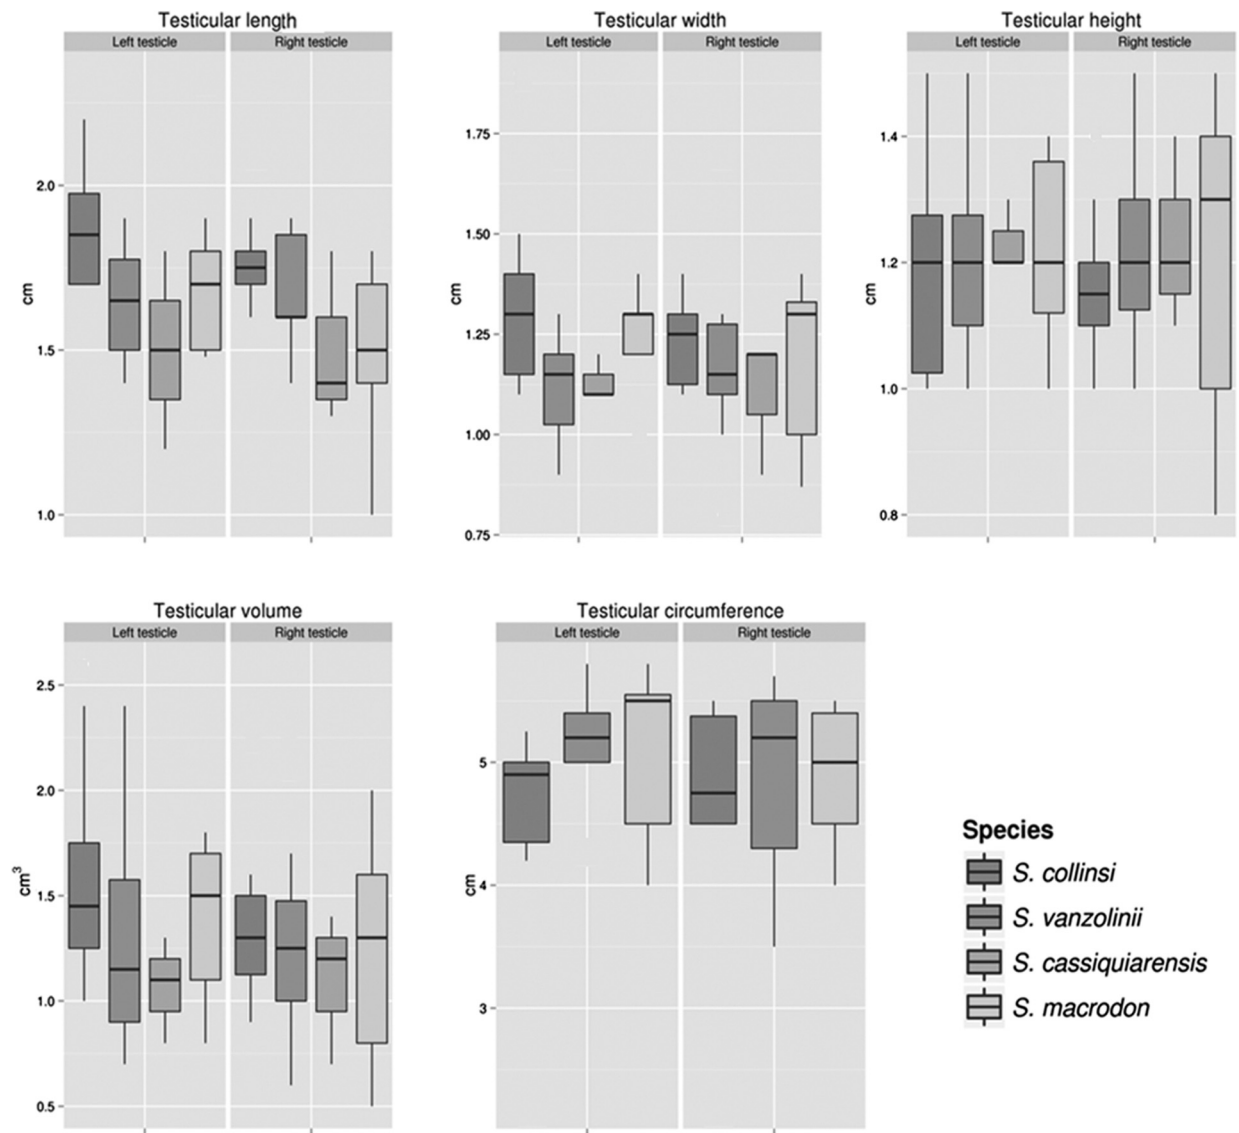 Testicular length
Left testicle Right testicle
2.0
1.5
1.0
cm
Testicular width
Left testicle Right testicle
1.75
1.50
1.25
1.00
0.75
cm
Testicular height
Left testicle Right testicle
1.4
1.2
1.0
0.8
cm
Testicular volume
Left testicle Right testicle
2.5
2.0
1.5
1.0
0.5
cm³
Testicular circumference
Left testicle Right testicle
5
4
3
cm
Species
S. collinsi
S. vanzolinii
S. cassiquiarensis
S. macrodon